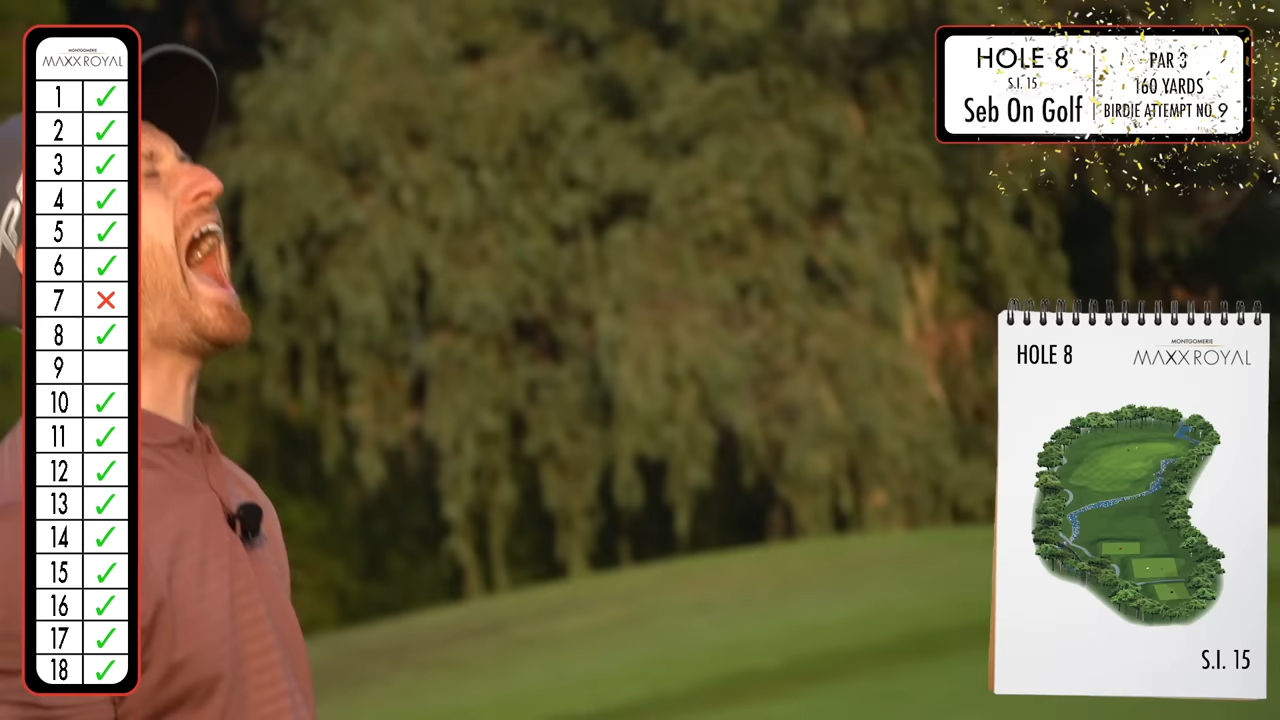 MONTGOMERIE
MAXX ROYAL
1 ✓
2 ✓
3 ✓
4 ✓
5 ✓
6 ✓
7 ✕
8 ✓
9
10 ✓
11 ✓
12 ✓
13 ✓
14 ✓
15 ✓
16 ✓
17 ✓
18 ✓
HOLE 8
S.I. 15
Seb On Golf
PAR 3
160 YARDS
BIRDIE ATTEMPT NO. 9
HOLE 8
MONTGOMERIE
MAXX ROYAL
S.I. 15